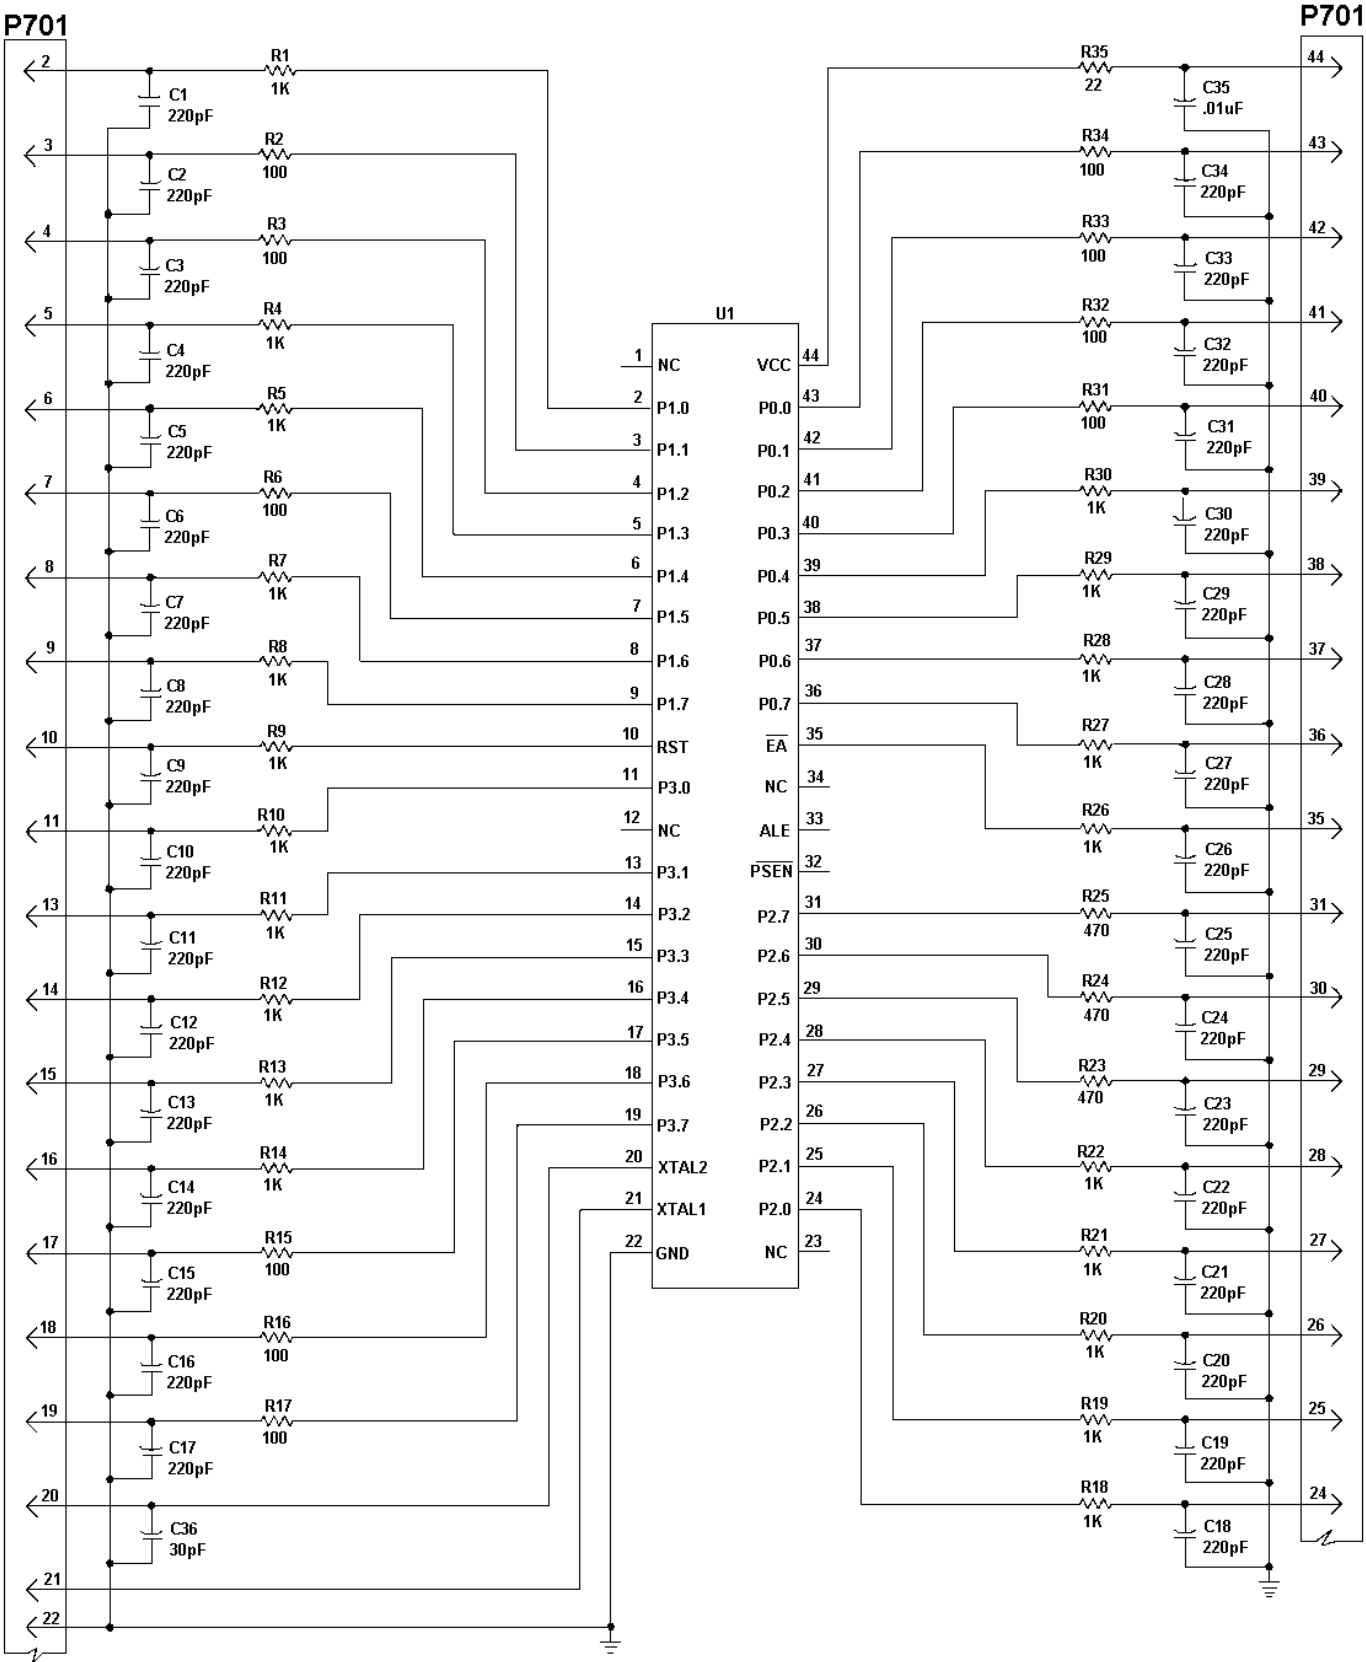 P701
P701
2
R1
1K
C1
220pF
3
R2
100
C2
220pF
4
R3
100
C3
220pF
5
R4
1K
C4
220pF
6
R5
1K
C5
220pF
7
R6
100
C6
220pF
8
R7
1K
C7
220pF
9
R8
1K
C8
220pF
10
R9
1K
C9
220pF
11
R10
1K
C10
220pF
13
R11
1K
C11
220pF
14
R12
1K
C12
220pF
15
R13
1K
C13
220pF
16
R14
1K
C14
220pF
17
R15
100
C15
220pF
18
R16
100
C16
220pF
19
R17
100
C17
220pF
20
C36
30pF
21
22
U1
1 NC
2 P1.0
3 P1.1
4 P1.2
5 P1.3
6 P1.4
7 P1.5
8 P1.6
9 P1.7
10 RST
11 P3.0
12 NC
13 P3.1
14 P3.2
15 P3.3
16 P3.4
17 P3.5
18 P3.6
19 P3.7
20 XTAL2
21 XTAL1
22 GND
VCC 44
P0.0 43
P0.1 42
P0.2 41
P0.3 40
P0.4 39
P0.5 38
P0.6 37
P0.7 36
EA 35
NC 34
ALE 33
PSEN 32
P2.7 31
P2.6 30
P2.5 29
P2.4 28
P2.3 27
P2.2 26
P2.1 25
P2.0 24
NC 23
R35
22
44
C35
.01uF
R34
100
43
C34
220pF
R33
100
42
C33
220pF
R32
100
41
C32
220pF
R31
100
40
C31
220pF
R30
1K
39
C30
220pF
R29
1K
38
C29
220pF
R28
1K
37
C28
220pF
R27
1K
36
C27
220pF
R26
1K
35
C26
220pF
R25
470
31
C25
220pF
R24
470
30
C24
220pF
R23
470
29
C23
220pF
R22
1K
28
C22
220pF
R21
1K
27
C21
220pF
R20
1K
26
C20
220pF
R19
1K
25
C19
220pF
R18
1K
24
C18
220pF